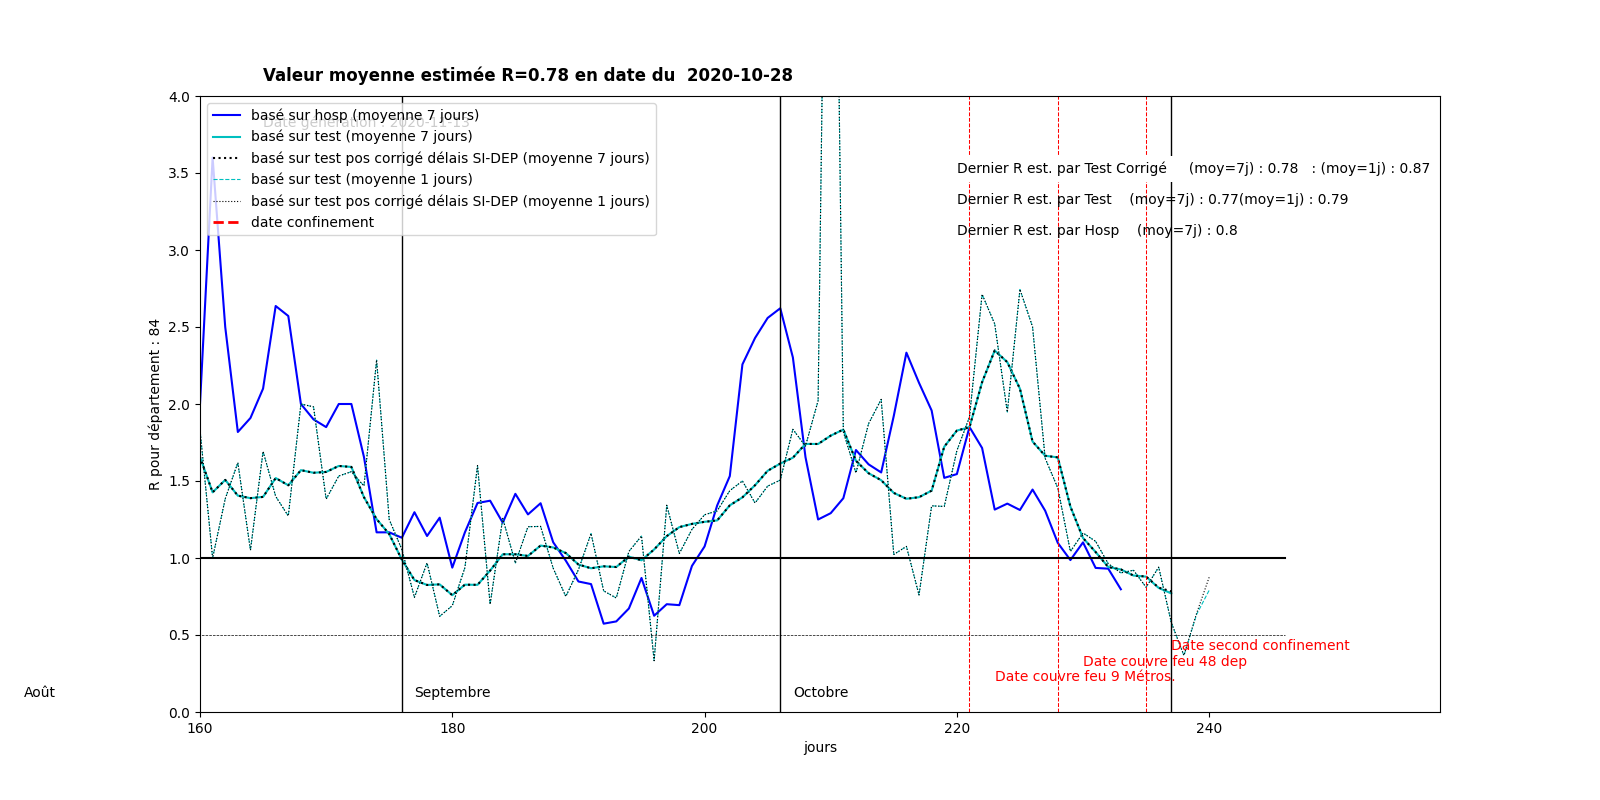 Valeur moyenne estimée R=0.78 en date du  2020-10-28
4.0
3.5
3.0
2.5
2.0
1.5
1.0
0.5
0.0
R pour département : 84
basé sur hosp (moyenne 7 jours)
Date génération : 2020-11-13
basé sur test (moyenne 7 jours)
basé sur test pos corrigé délais SI-DEP (moyenne 7 jours)
basé sur test (moyenne 1 jours)
basé sur test pos corrigé délais SI-DEP (moyenne 1 jours)
date confinement
Dernier R est. par Test Corrigé     (moy=7j) : 0.78   : (moy=1j) : 0.87
Dernier R est. par Test    (moy=7j) : 0.77(moy=1j) : 0.79
Dernier R est. par Hosp    (moy=7j) : 0.8
Date second confinement
Date couvre feu 48 dep
Date couvre feu 9 Métros.
Août
Septembre
Octobre
160
180
200
220
240
jours